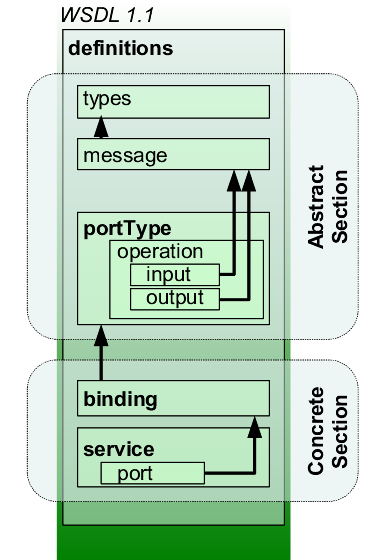 WSDL 1.1
definitions
types
message
portType
operation
input
output
Abstract
Section
binding
service
port
Concrete
Section